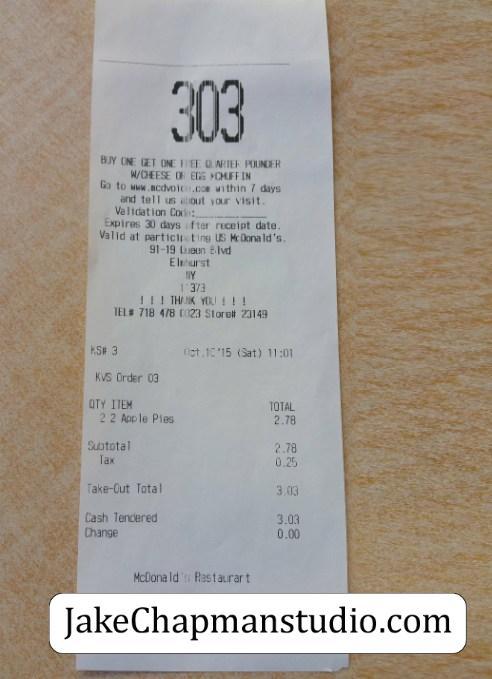 303
BUY ONE GET ONE FREE QUARTER POUNDER
W/CHEESE OR EGG MCMUFFIN
Go to www.mcdvoice.com within 7 days
and tell us about your visit.
Validation Code:____________
Expires 30 days after receipt date.
Valid at participating US McDonald's.
91-19 Queen Blvd
Elmhurst
NY
11373
! ! ! THANK YOU ! ! !
TEL# 718 478 0023 Store# 23149
KS# 3 Oct.10'15 (Sat) 11:01
KVS Order 03
QTY ITEM TOTAL
2 2 Apple Pies 2.78
Subtotal 2.78
Tax 0.25
Take-Out Total 3.03
Cash Tendered 3.03
Change 0.00
McDonald's Restaurart
JakeChapmanstudio.com